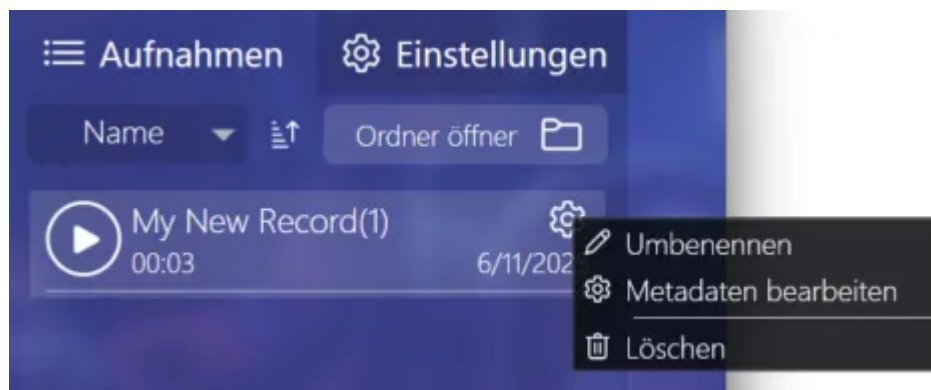 Aufnahmen Einstellungen
Name Ordner öffner
My New Record(1)
00:03
Umbenennen
Metadaten bearbeiten
Löschen